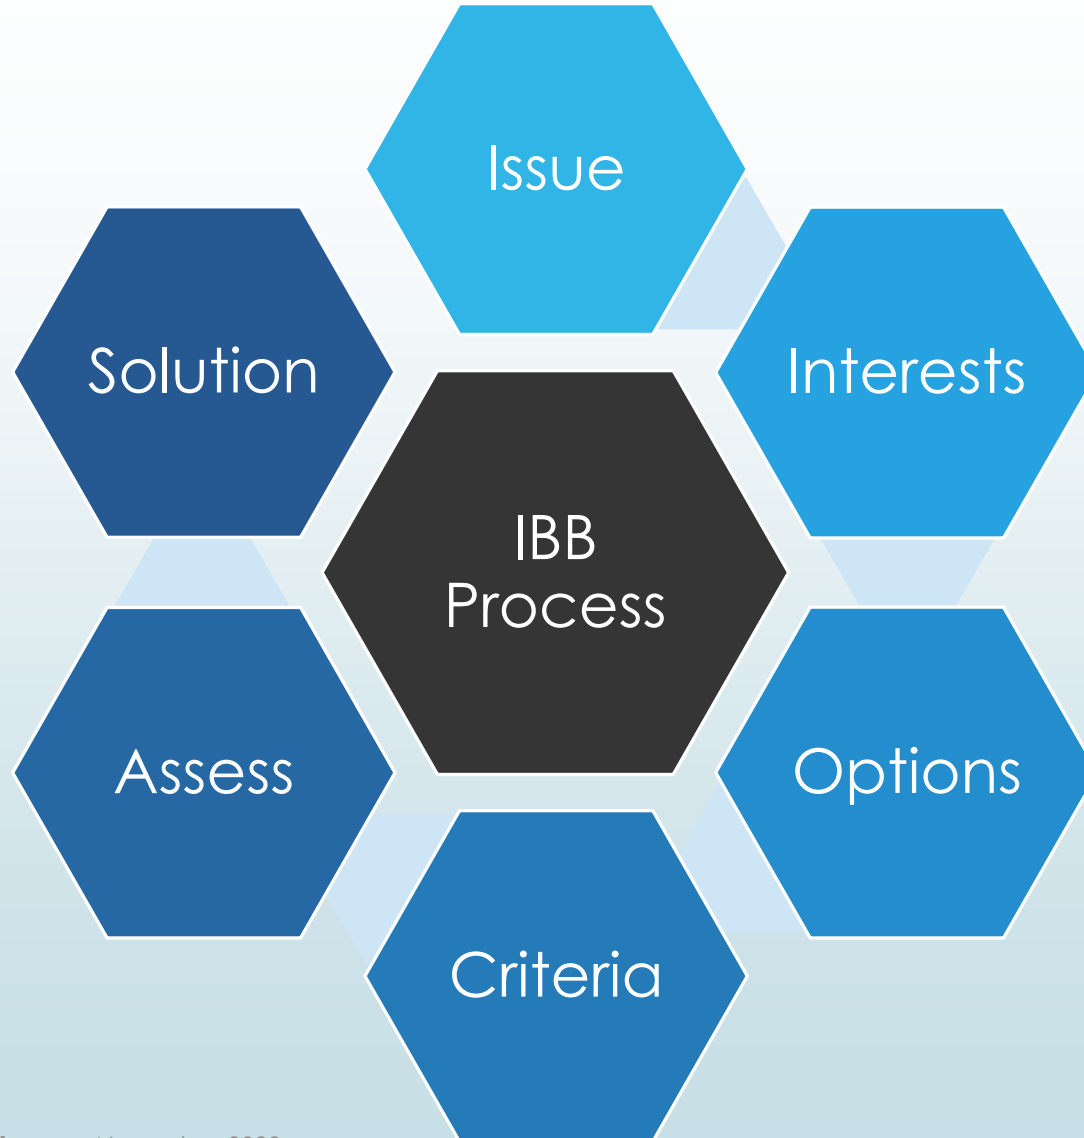 Issue
Interests
Options
Criteria
Assess
Solution
IBB
Process